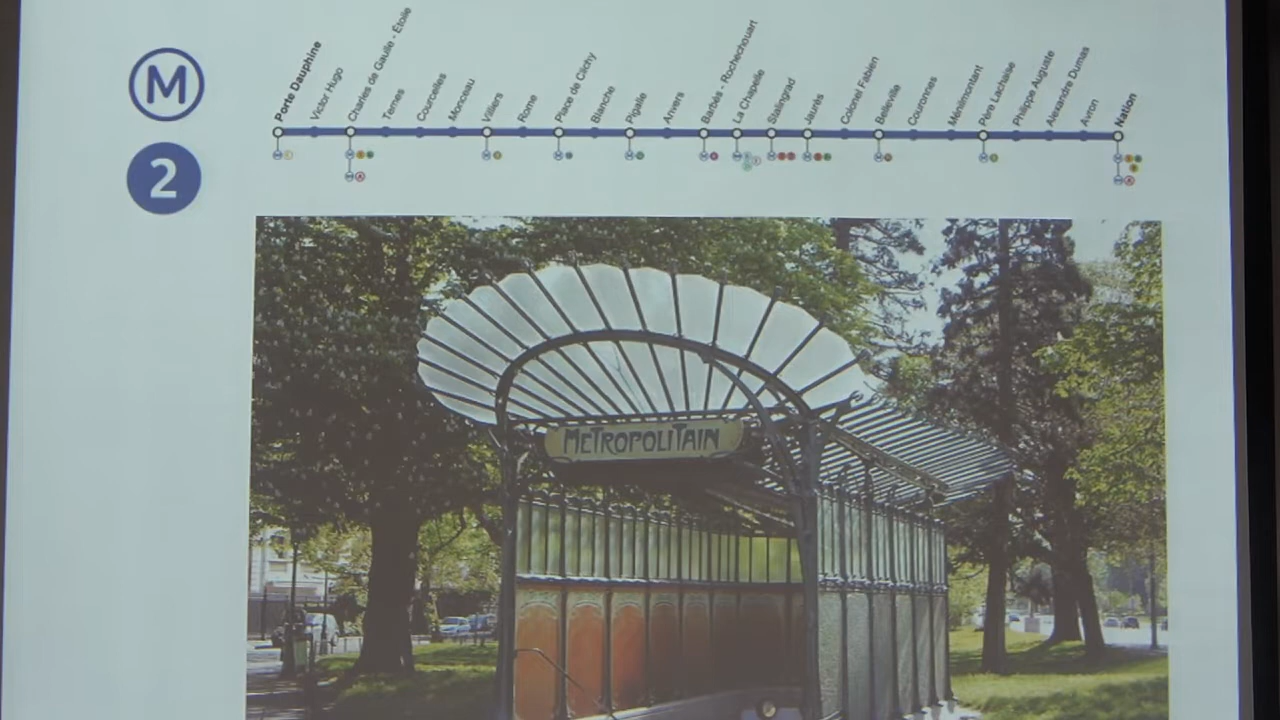 M
2
Porte Dauphine
Victor Hugo
Charles de Gaulle - Étoile
Ternes
Courcelles
Monceau
Villiers
Rome
Place de Clichy
Blanche
Pigalle
Anvers
Barbès - Rochechouart
La Chapelle
Stalingrad
Jaurès
Colonel Fabien
Belleville
Couronnes
Ménilmontant
Père Lachaise
Philippe Auguste
Alexandre Dumas
Avron
Nation
METROPOLITAIN